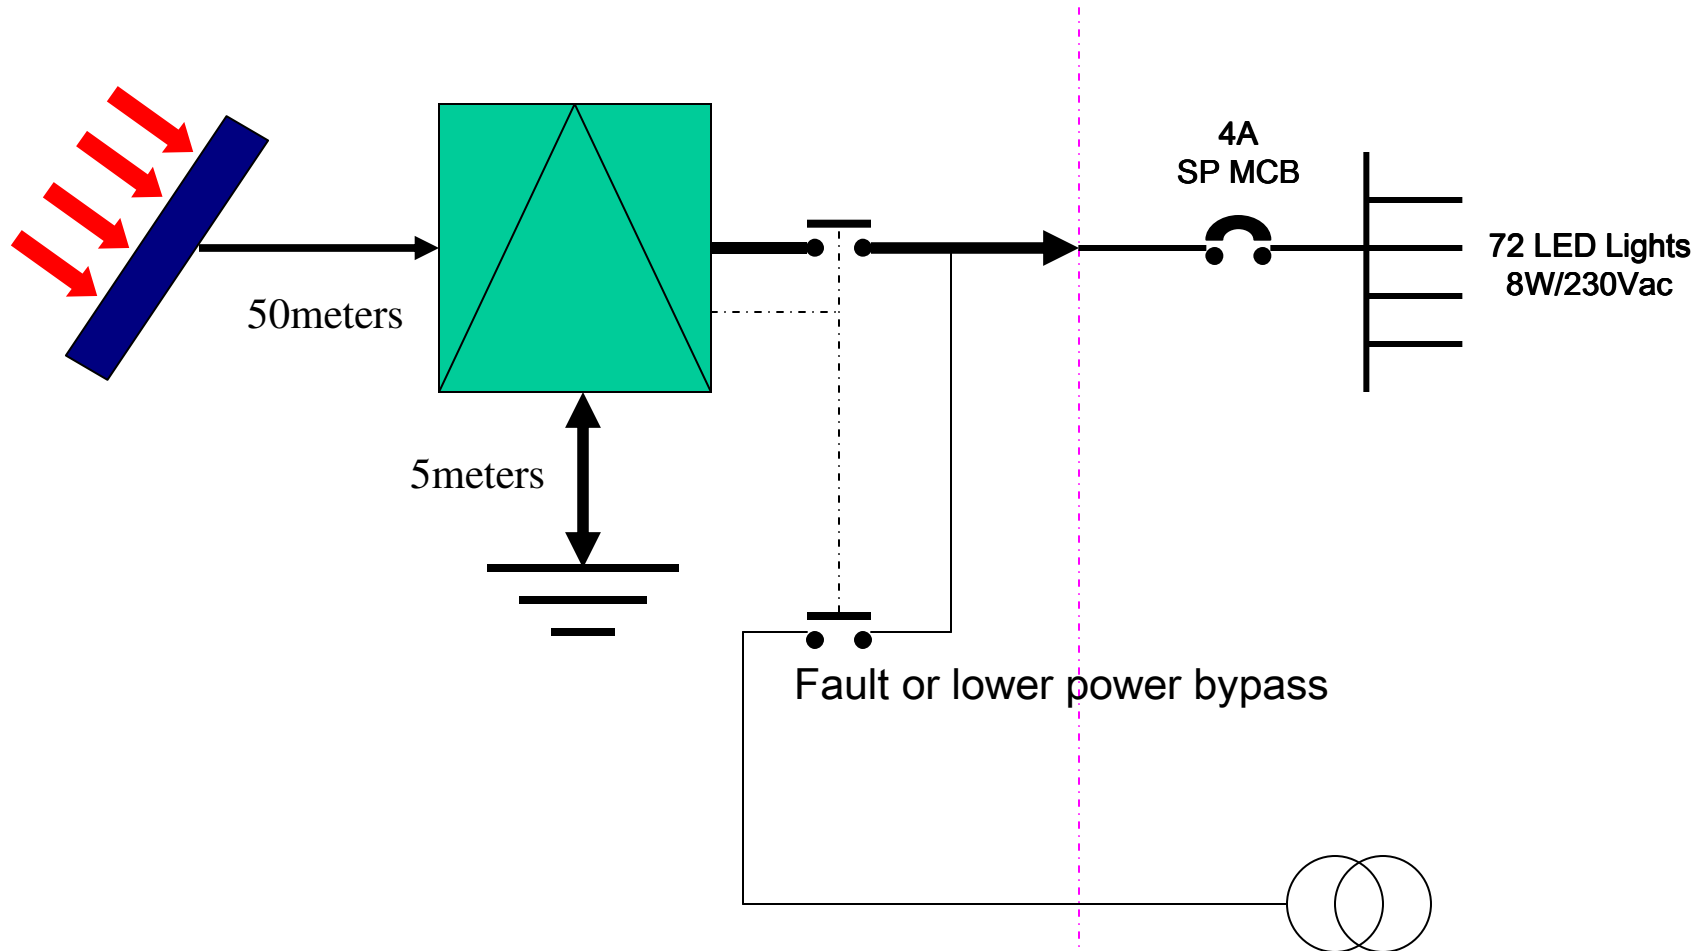 4A
SP MCB
72 LED Lights
8W/230Vac
50meters
5meters
Fault or lower power bypass